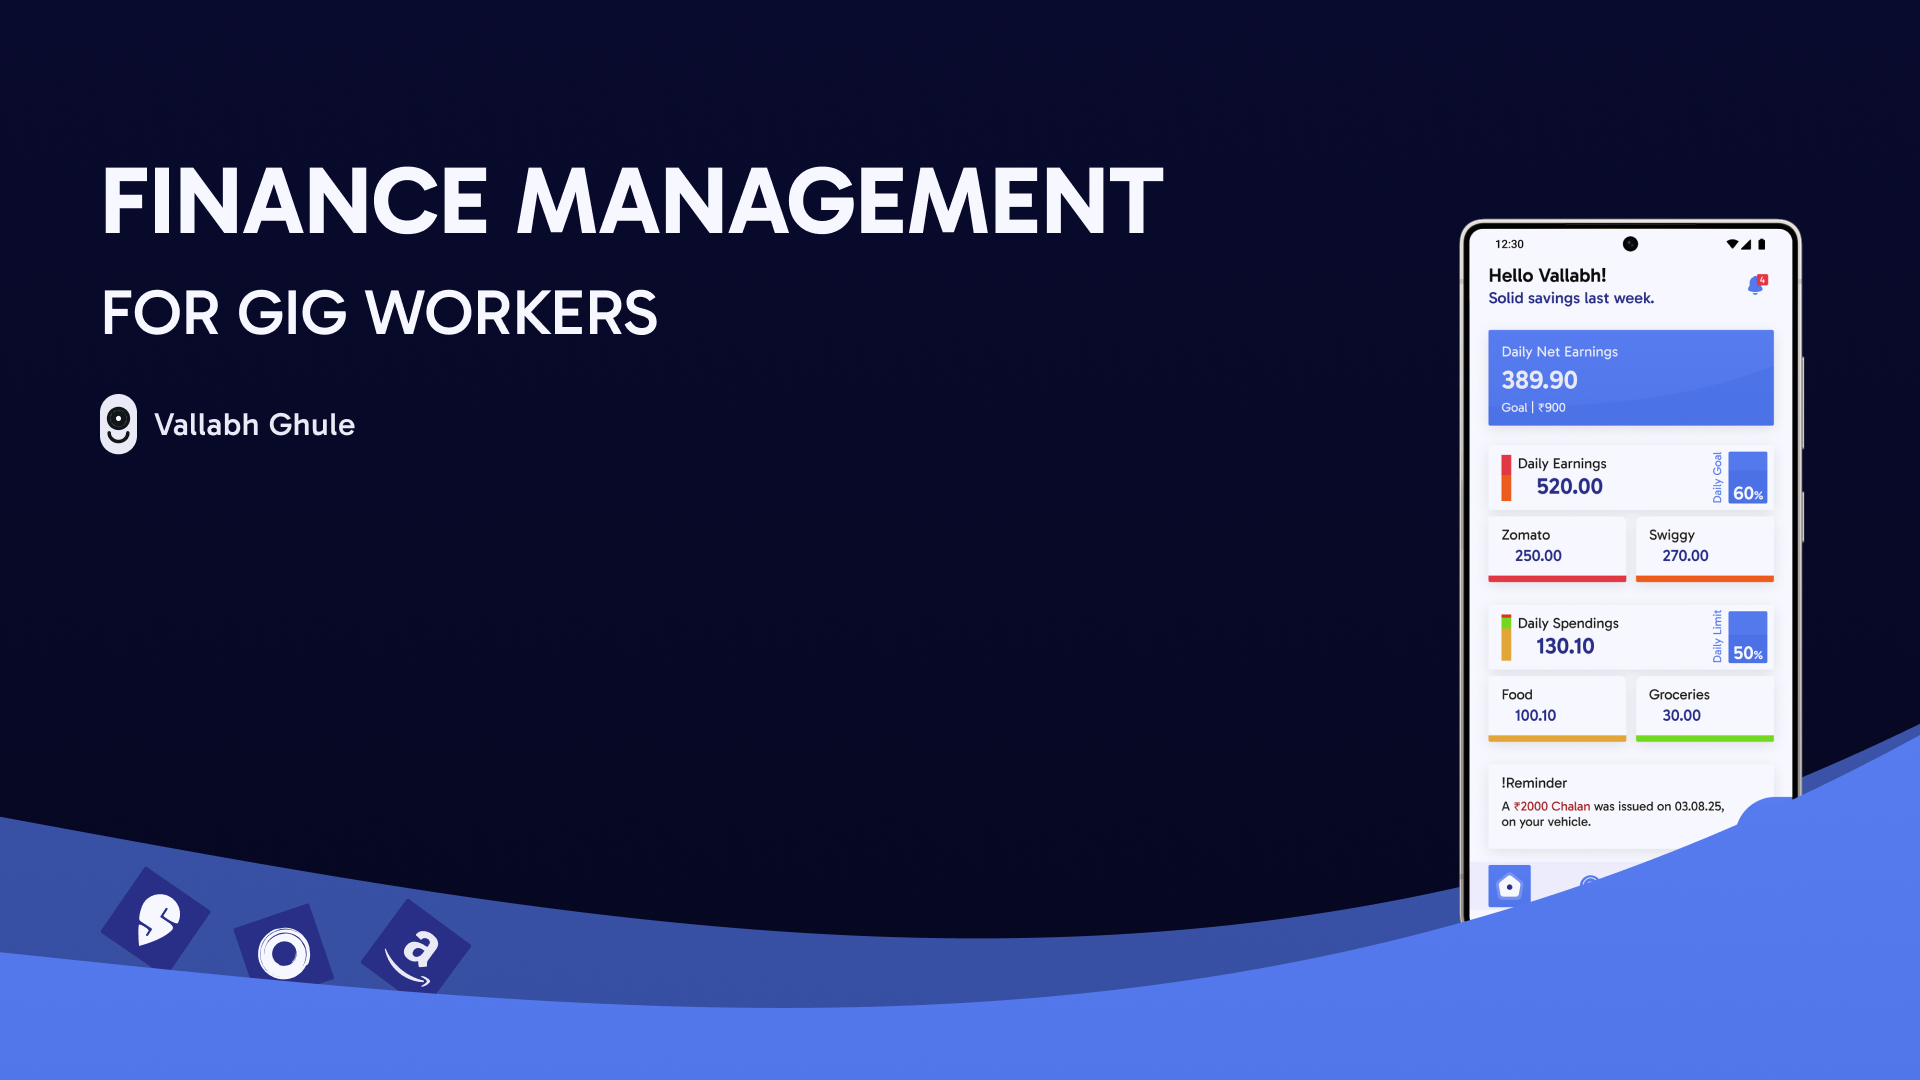 FINANCE MANAGEMENT
FOR GIG WORKERS
Vallabh Ghule
12:30
Hello Vallabh!
4
Solid savings last week.
Daily Net Earnings
389.90
Goal | ₹900
Daily Earnings
520.00
Daily Goal
60%
Zomato
250.00
Swiggy
270.00
Daily Spendings
130.10
Daily Limit
50%
Food
100.10
Groceries
30.00
!Reminder
A ₹2000 Chalan was issued on 03.08.25,
on your vehicle.
a